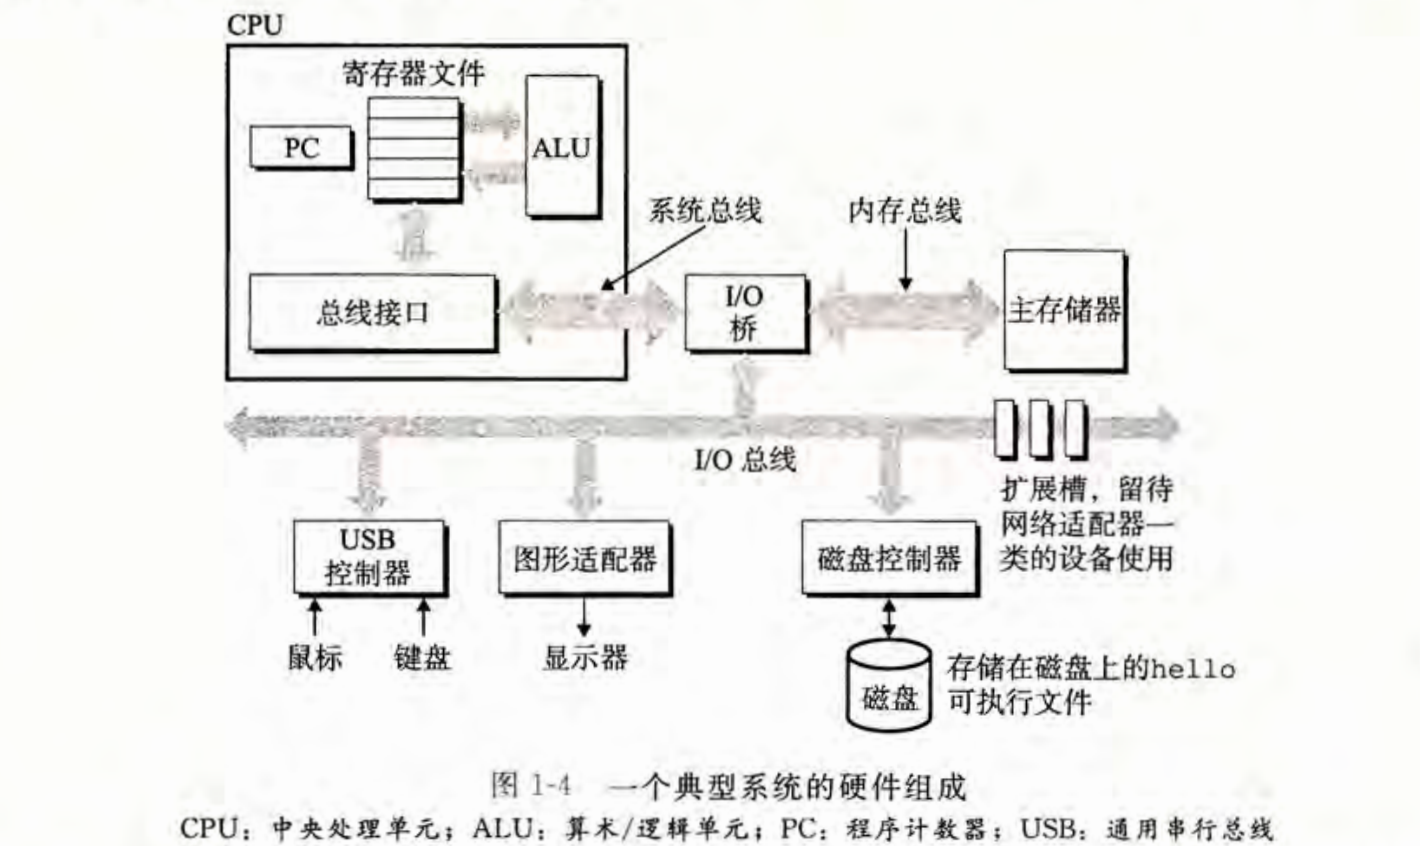 CPU
寄存器文件
PC
ALU
系统总线
内存总线
总线接口
I/O
桥
主存储器
I/O 总线
扩展槽，留待
网络适配器一
类的设备使用
USB
控制器
图形适配器
磁盘控制器
鼠标
键盘
显示器
磁盘
存储在磁盘上的hello
可执行文件
图 1-4 一个典型系统的硬件组成
CPU：中央处理单元；ALU：算术/逻辑单元；PC：程序计数器；USB：通用串行总线